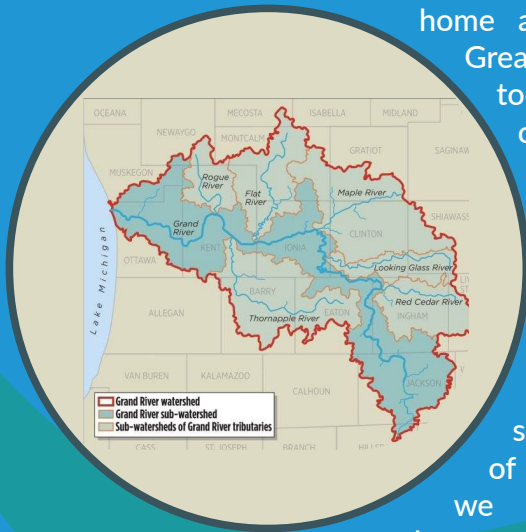 home a
Grea
to
OCEANA
MECOSTA
ISABELLA
MIDLAND
NEWAYGO
MONTCALM
GRATIOT
SAGINAW
MUSKEGON
Rogue
River
Flat
River
Maple River
SHIAWASS
Grand
River
KENT
IONIA
CLINTON
OTTAWA
Looking Glass River
Lake Michigan
Red Cedar River
BARRY
EATON
INGHAM
ALLEGAN
Thornapple River
VAN BUREN
KALAMAZOO
CALHOUN
JACKSON
Grand River watershed
Grand River sub-watershed
Sub-watersheds of Grand River tributaries
CASS
ST. JOSEPH
BRANCH
s
of
we